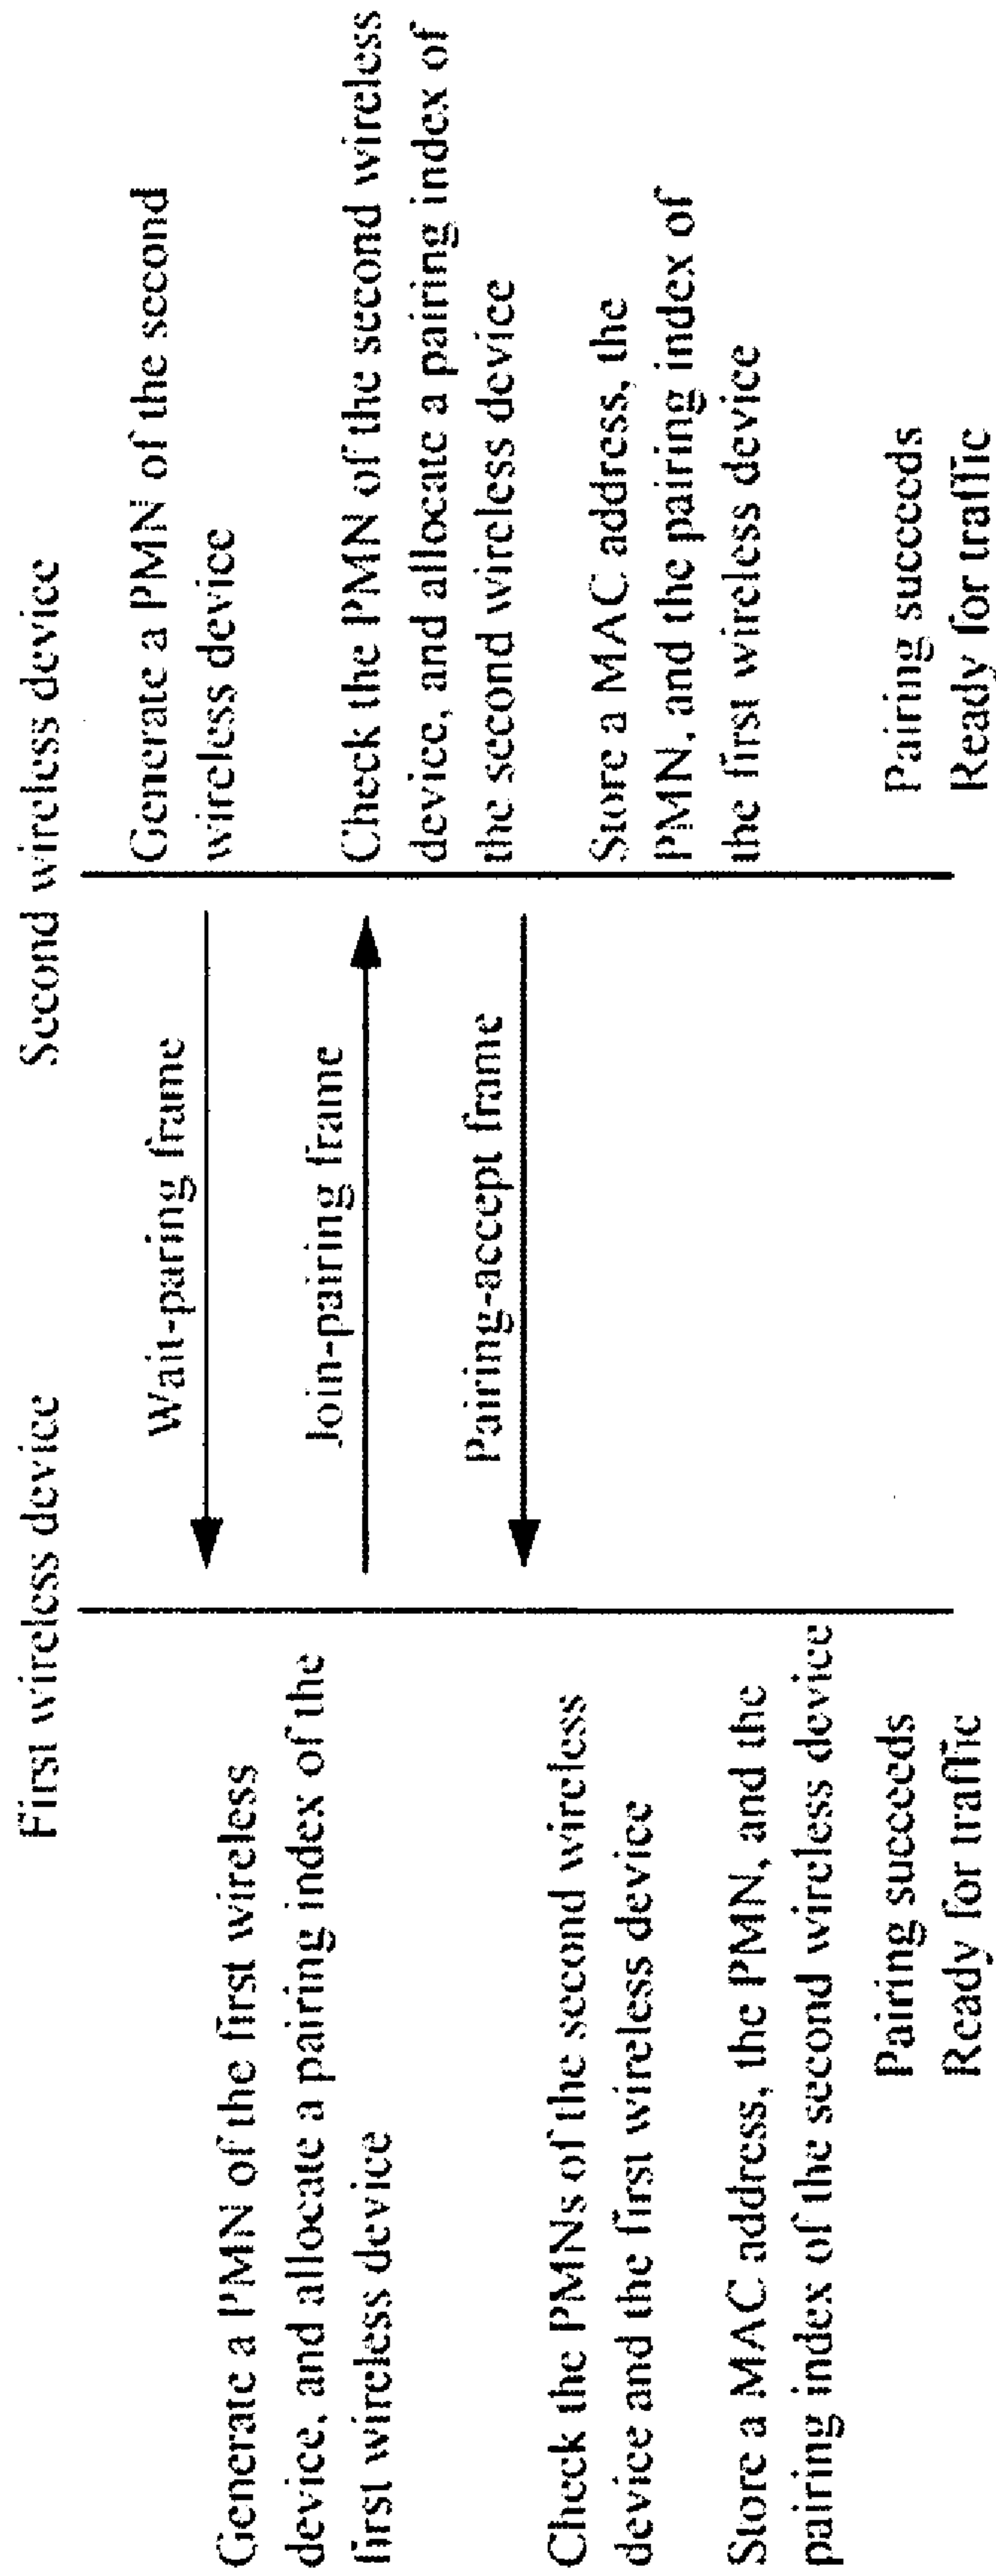 First wireless device
Second wireless device
Generate a PMN of the second
wireless device
Wait-paring frame
Generate a PMN of the first wireless
device, and allocate a pairing index of the
first wireless device
Join-pairing frame
Check the PMN of the second wireless
device, and allocate a pairing index of
the second wireless device
Pairing-accept frame
Check the PMNs of the second wireless
device and the first wireless device
Store a MAC address, the
PMN, and the pairing index of
the first wireless device
Store a MAC address, the PMN, and the
pairing index of the second wireless device
Pairing succeeds
Ready for traffic
Pairing succeeds
Ready for traffic